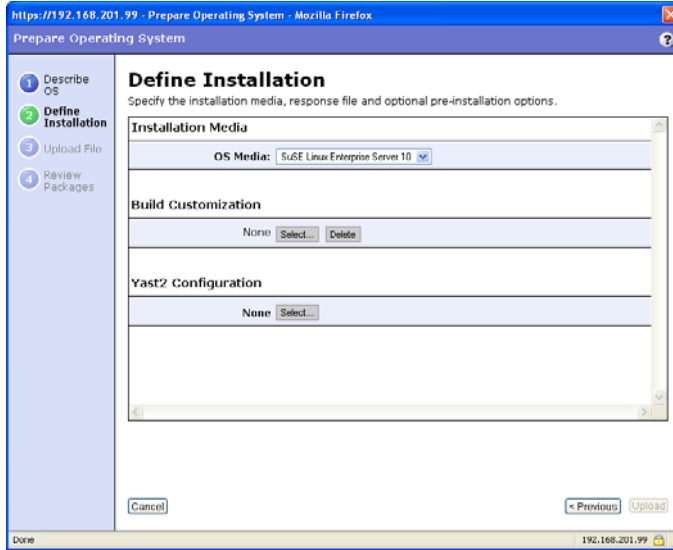 https://192.168.201.99 - Prepare Operating System - Mozilla Firefox
Prepare Operating System
?
1 Describe OS
2 Define Installation
3 Upload File
4 Review Packages
Define Installation
Specify the installation media, response file and optional pre-installation options.
Installation Media
OS Media: SuSE Linux Enterprise Server 10
Build Customization
None Select... Delete
Yast2 Configuration
None Select...
Cancel
< Previous Upload
Done
192.168.201.99